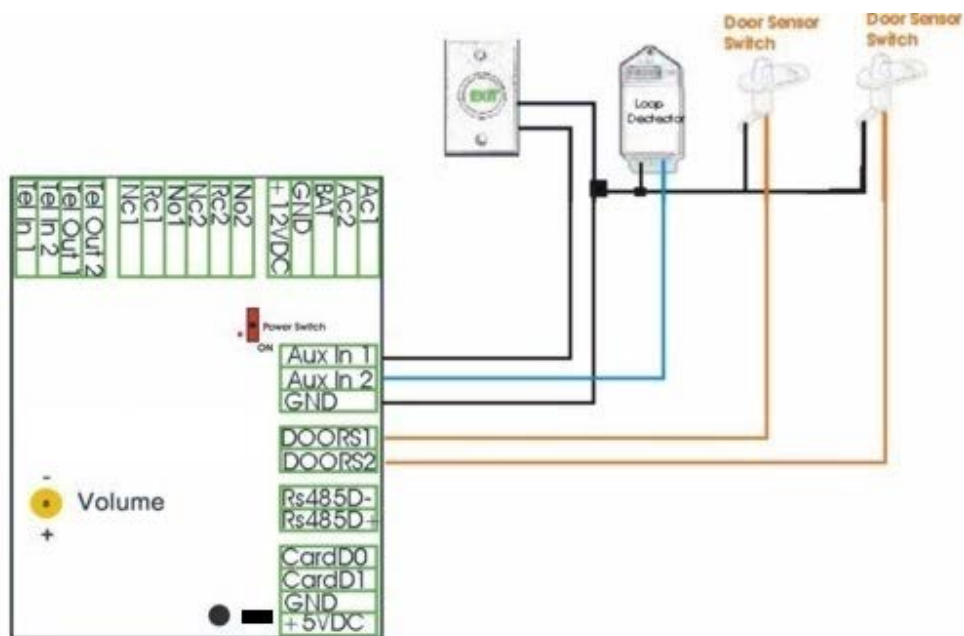 Door Sensor
Switch
Door Sensor
Switch
EXIT
Loop
Dectector
Tel In 1
Tel In 2
Tel Out 1
Tel Out 2
Nc1
Rc1
No1
Nc2
Rc2
No2
+12VDC
GND
BAT
Ac2
Ac1
Power Switch
ON
Aux In 1
Aux In 2
GND
DOORS1
DOORS2
Rs485D-
Rs485D+
-
Volume
+
CardD0
CardD1
GND
+5VDC